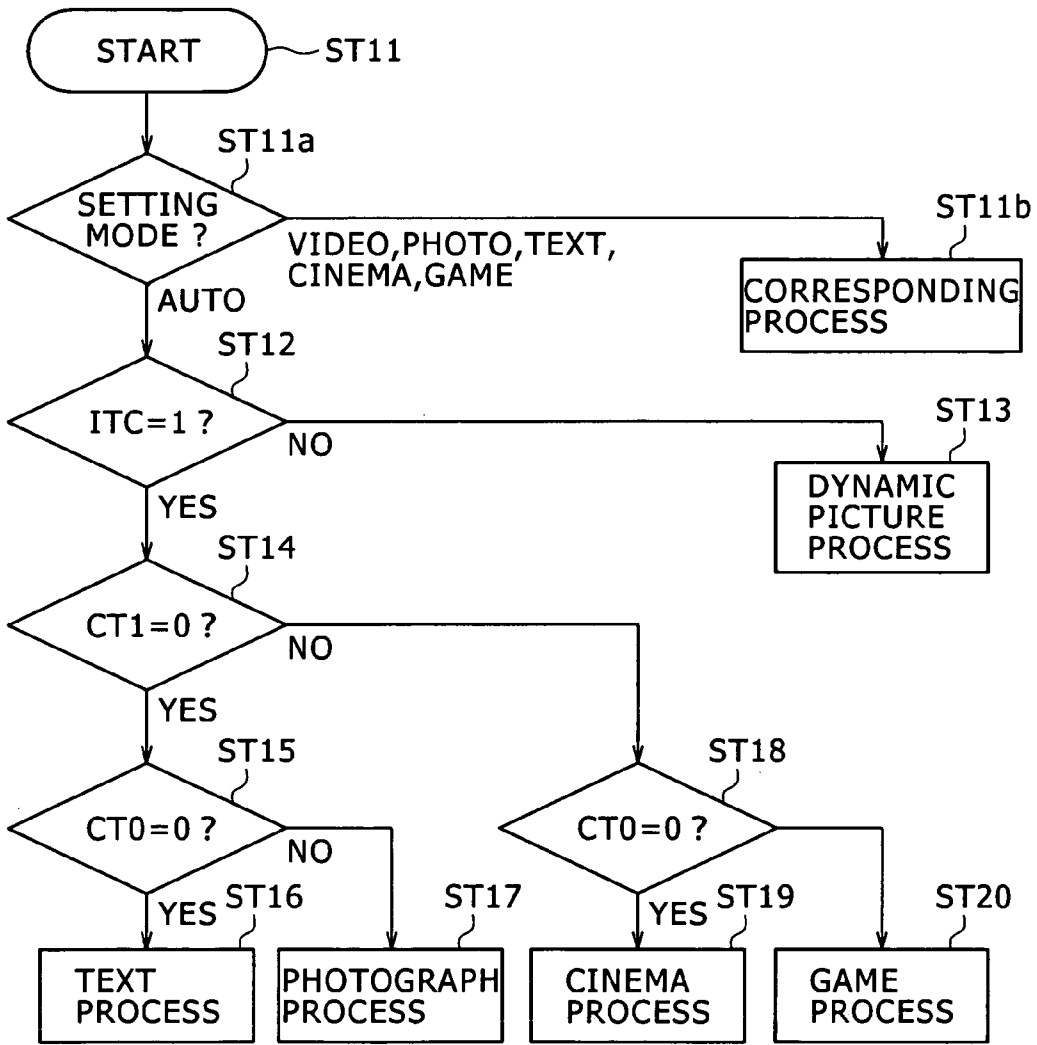 START
ST11
ST11a
SETTING
MODE ?
VIDEO,PHOTO,TEXT,
CINEMA,GAME
ST11b
CORRESPONDING
PROCESS
AUTO
ST12
ITC=1 ?
NO
ST13
DYNAMIC
PICTURE
PROCESS
YES
ST14
CT1=0 ?
NO
YES
ST15
CT0=0 ?
NO
ST18
CT0=0 ?
YES
ST16
TEXT
PROCESS
ST17
PHOTOGRAPH
PROCESS
YES
ST19
CINEMA
PROCESS
ST20
GAME
PROCESS